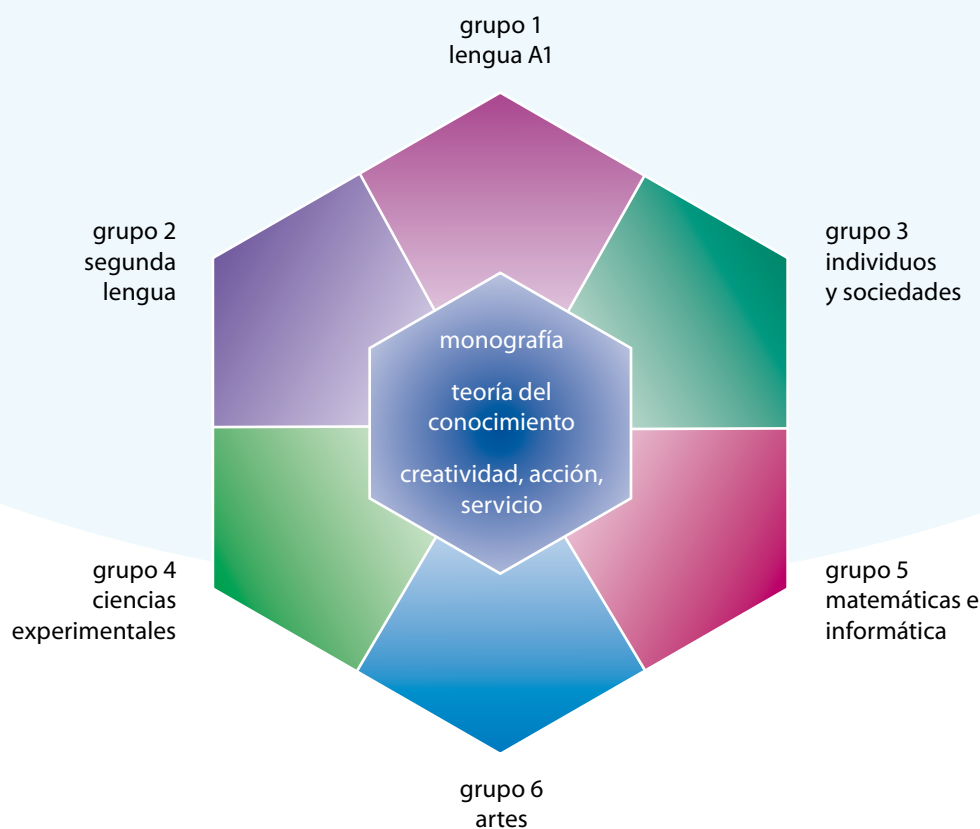 grupo 1
lengua A1
grupo 2
segunda
lengua
grupo 3
individuos
y sociedades
monografía
teoría del
conocimiento
creatividad, acción,
servicio
grupo 4
ciencias
experimentales
grupo 5
matemáticas e
informática
grupo 6
artes